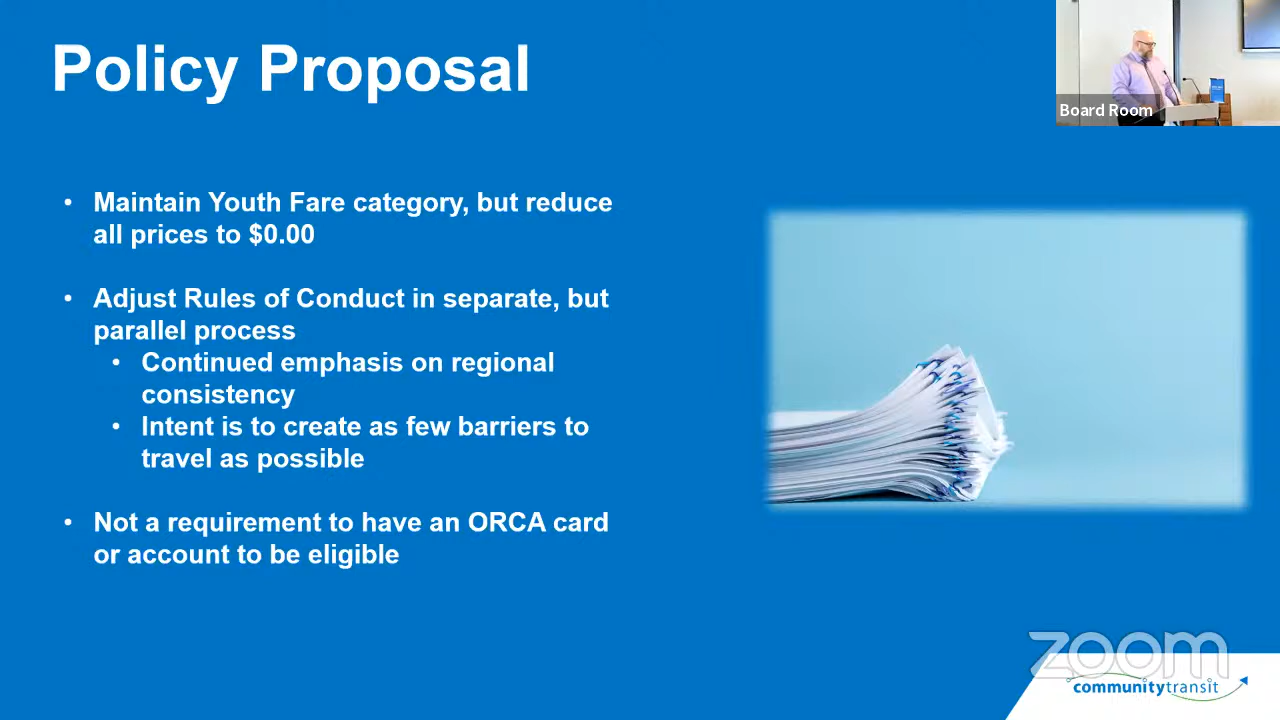 Policy Proposal
Board Room
• Maintain Youth Fare category, but reduce
all prices to $0.00
• Adjust Rules of Conduct in separate, but
parallel process
• Continued emphasis on regional
consistency
• Intent is to create as few barriers to
travel as possible
• Not a requirement to have an ORCA card
or account to be eligible
zoom
communitytransit